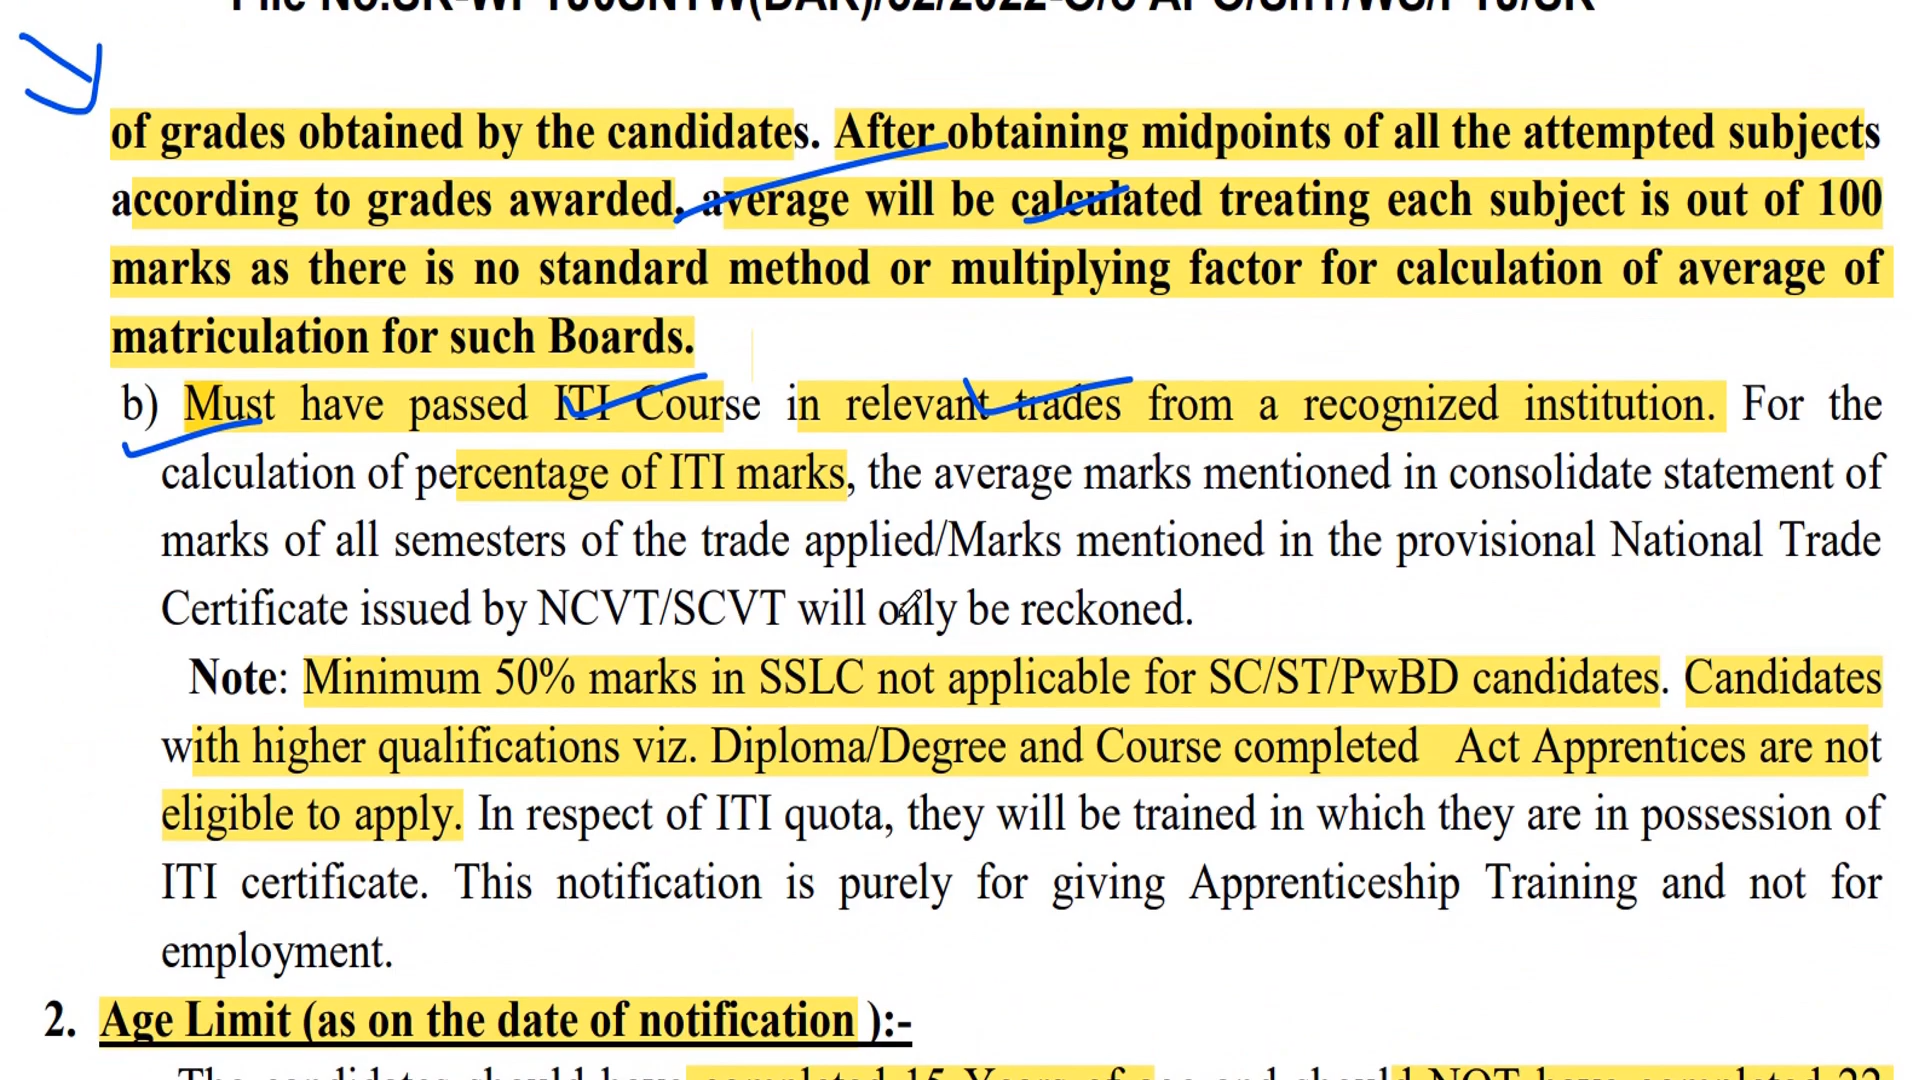 of grades obtained by the candidates. After obtaining midpoints of all the attempted subjects
according to grades awarded, average will be calculated treating each subject is out of 100
marks as there is no standard method or multiplying factor for calculation of average of
matriculation for such Boards.
b) Must have passed ITI Course in relevant trades from a recognized institution. For the
calculation of percentage of ITI marks, the average marks mentioned in consolidate statement of
marks of all semesters of the trade applied/Marks mentioned in the provisional National Trade
Certificate issued by NCVT/SCVT will only be reckoned.
Note: Minimum 50% marks in SSLC not applicable for SC/ST/PwBD candidates. Candidates
with higher qualifications viz. Diploma/Degree and Course completed Act Apprentices are not
eligible to apply. In respect of ITI quota, they will be trained in which they are in possession of
ITI certificate. This notification is purely for giving Apprenticeship Training and not for
employment.
2. Age Limit (as on the date of notification ):-